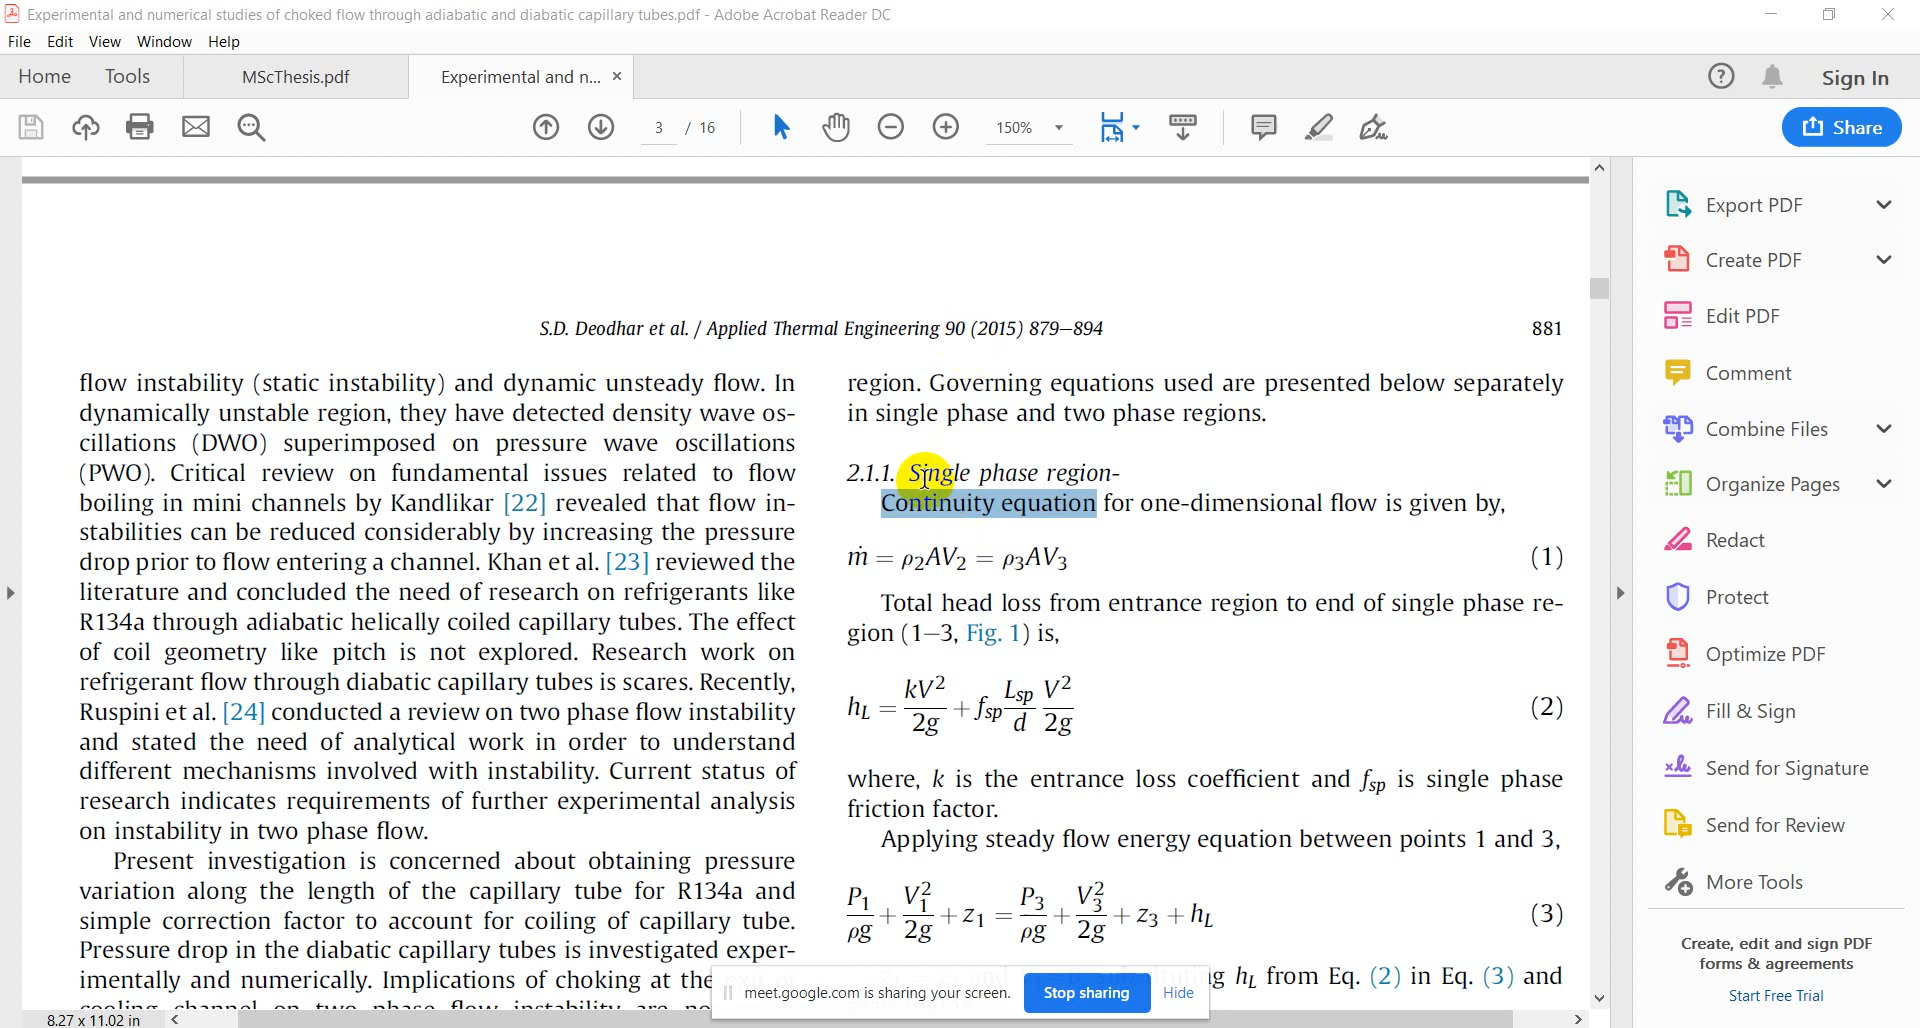 Experimental and numerical studies of choked flow through adiabatic and diabatic capillary tubes.pdf - Adobe Acrobat Reader DC
File Edit View Window Help
Home Tools MScThesis.pdf Experimental and n... × Sign In
3 / 16 150% Share
S.D. Deodhar et al. / Applied Thermal Engineering 90 (2015) 879–894 881
flow instability (static instability) and dynamic unsteady flow. In
dynamically unstable region, they have detected density wave os-
cillations (DWO) superimposed on pressure wave oscillations
(PWO). Critical review on fundamental issues related to flow
boiling in mini channels by Kandlikar [22] revealed that flow in-
stabilities can be reduced considerably by increasing the pressure
drop prior to flow entering a channel. Khan et al. [23] reviewed the
literature and concluded the need of research on refrigerants like
R134a through adiabatic helically coiled capillary tubes. The effect
of coil geometry like pitch is not explored. Research work on
refrigerant flow through diabatic capillary tubes is scares. Recently,
Ruspini et al. [24] conducted a review on two phase flow instability
and stated the need of analytical work in order to understand
different mechanisms involved with instability. Current status of
research indicates requirements of further experimental analysis
on instability in two phase flow.
Present investigation is concerned about obtaining pressure
variation along the length of the capillary tube for R134a and
simple correction factor to account for coiling of capillary tube.
Pressure drop in the diabatic capillary tubes is investigated exper-
imentally and numerically. Implications of choking at the
cooling channel on two phase flow instability are
region. Governing equations used are presented below separately
in single phase and two phase regions.
2.1.1. Single phase region-
Continuity equation for one-dimensional flow is given by,
ṁ = ρ₂AV₂ = ρ₃AV₃ (1)
Total head loss from entrance region to end of single phase re-
gion (1–3, Fig. 1) is,
h_L = kV²/2g + f_sp L_sp/d V²/2g (2)
where, k is the entrance loss coefficient and f_sp is single phase
friction factor.
Applying steady flow energy equation between points 1 and 3,
P₁/ρg + V₁²/2g + z₁ = P₃/ρg + V₃²/2g + z₃ + h_L (3)
h_L from Eq. (2) in Eq. (3) and
meet.google.com is sharing your screen. Stop sharing Hide
8.27 x 11.02 in
Export PDF
Create PDF
Edit PDF
Comment
Combine Files
Organize Pages
Redact
Protect
Optimize PDF
Fill & Sign
Send for Signature
Send for Review
More Tools
Create, edit and sign PDF
forms & agreements
Start Free Trial